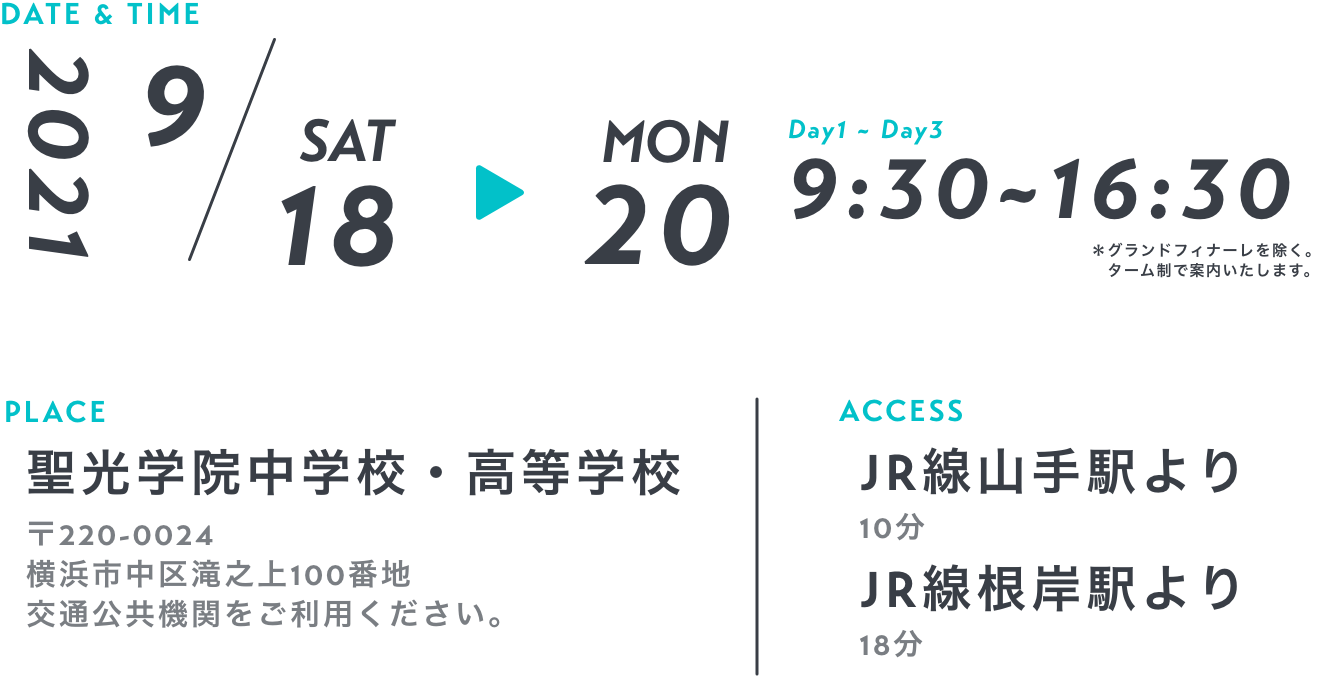 DATE & TIME
2021
9/
SAT
18
MON
20
Day1 ~ Day3
9:30~16:30
＊グランドフィナーレを除く。
ターム制で案内いたします。
PLACE
聖光学院中学校・高等学校
〒220-0024
横浜市中区滝之上100番地
交通公共機関をご利用ください。
ACCESS
JR線山手駅より
10分
JR線根岸駅より
18分